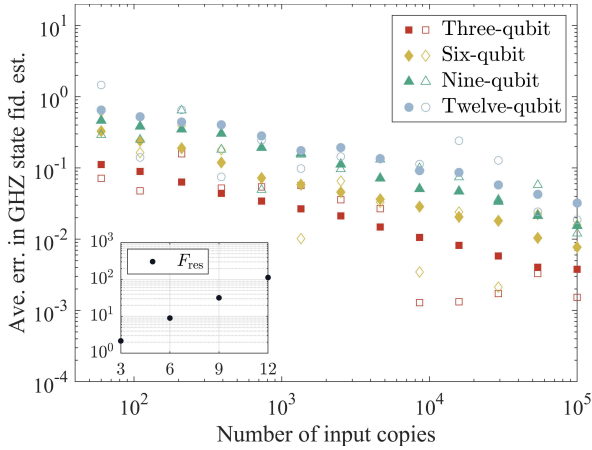 Three-qubit
Six-qubit
Nine-qubit
Twelve-qubit
Ave. err. in GHZ state fid. est.
10^2
10^1
10^0
10^-1
10^-2
10^-3
10^-4
10^3
10^2
10^1
10^0
F_res
3 6 9 12
10^2 10^3 10^4 10^5
Number of input copies